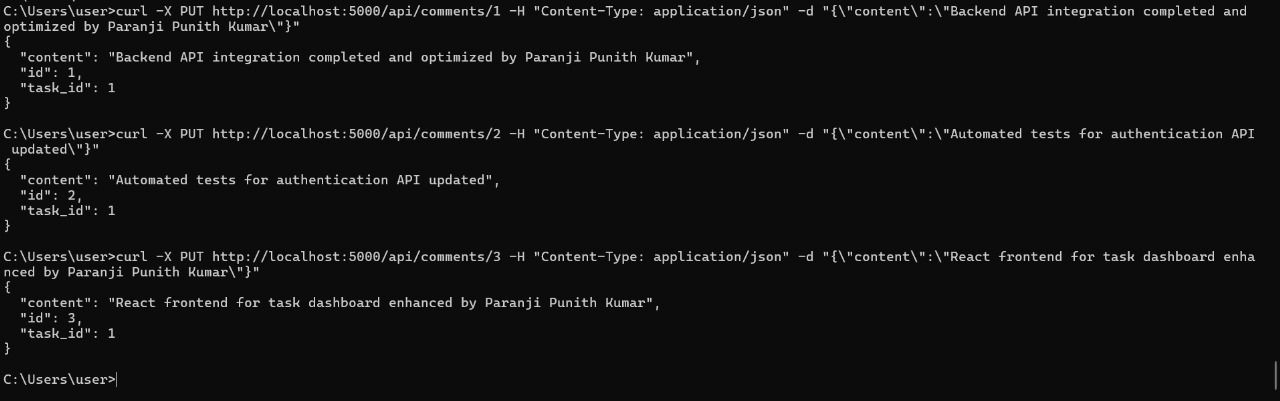 C:\Users\user>curl -X PUT http://localhost:5000/api/comments/1 -H "Content-Type: application/json" -d "{\"content\":\"Backend API integration completed and
optimized by Paranji Punith Kumar\"}"
{
  "content": "Backend API integration completed and optimized by Paranji Punith Kumar",
  "id": 1,
  "task_id": 1
}
C:\Users\user>curl -X PUT http://localhost:5000/api/comments/2 -H "Content-Type: application/json" -d "{\"content\":\"Automated tests for authentication API
 updated\"}"
{
  "content": "Automated tests for authentication API updated",
  "id": 2,
  "task_id": 1
}
C:\Users\user>curl -X PUT http://localhost:5000/api/comments/3 -H "Content-Type: application/json" -d "{\"content\":\"React frontend for task dashboard enha
nced by Paranji Punith Kumar\"}"
{
  "content": "React frontend for task dashboard enhanced by Paranji Punith Kumar",
  "id": 3,
  "task_id": 1
}
C:\Users\user>